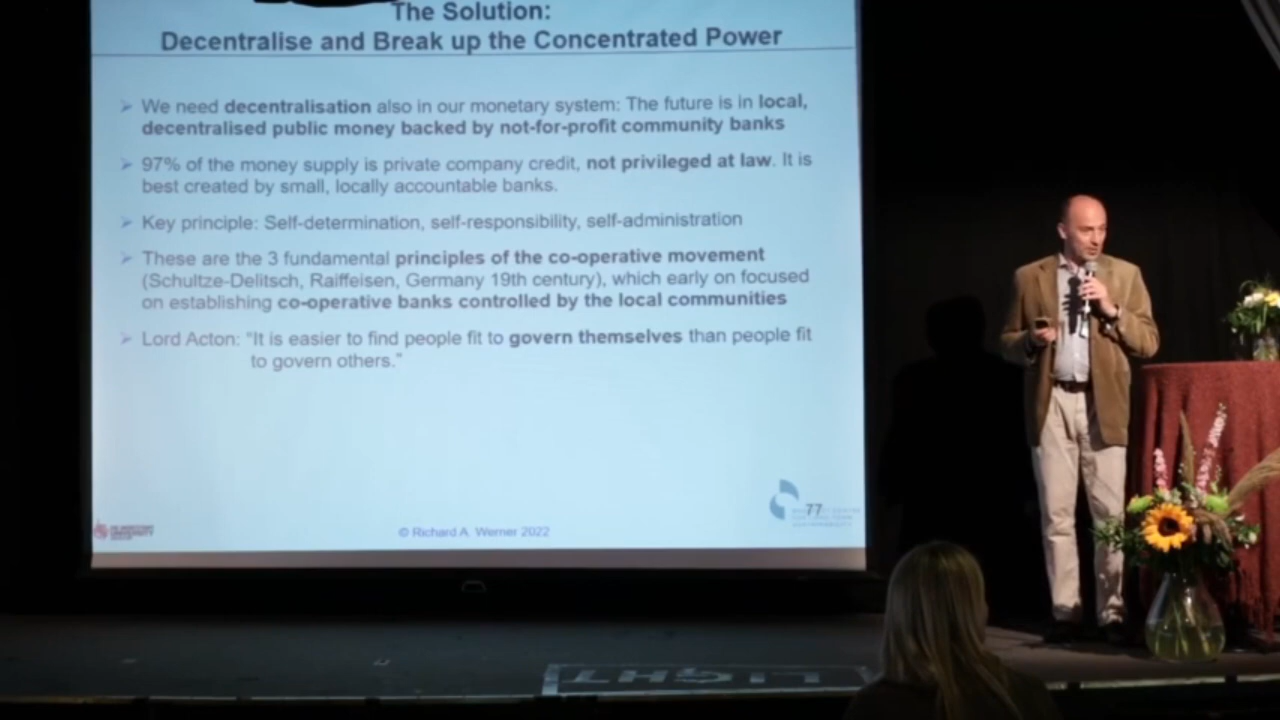 The Solution:
Decentralise and Break up the Concentrated Power
➢ We need decentralisation also in our monetary system: The future is in local,
decentralised public money backed by not-for-profit community banks
➢ 97% of the money supply is private company credit, not privileged at law. It is
best created by small, locally accountable banks.
➢ Key principle: Self-determination, self-responsibility, self-administration
➢ These are the 3 fundamental principles of the co-operative movement
(Schultze-Delitsch, Raiffeisen, Germany 19th century), which early on focused
on establishing co-operative banks controlled by the local communities
➢ Lord Acton: “It is easier to find people fit to govern themselves than people fit
to govern others.”
77
© Richard A. Werner 2022
LIGHT